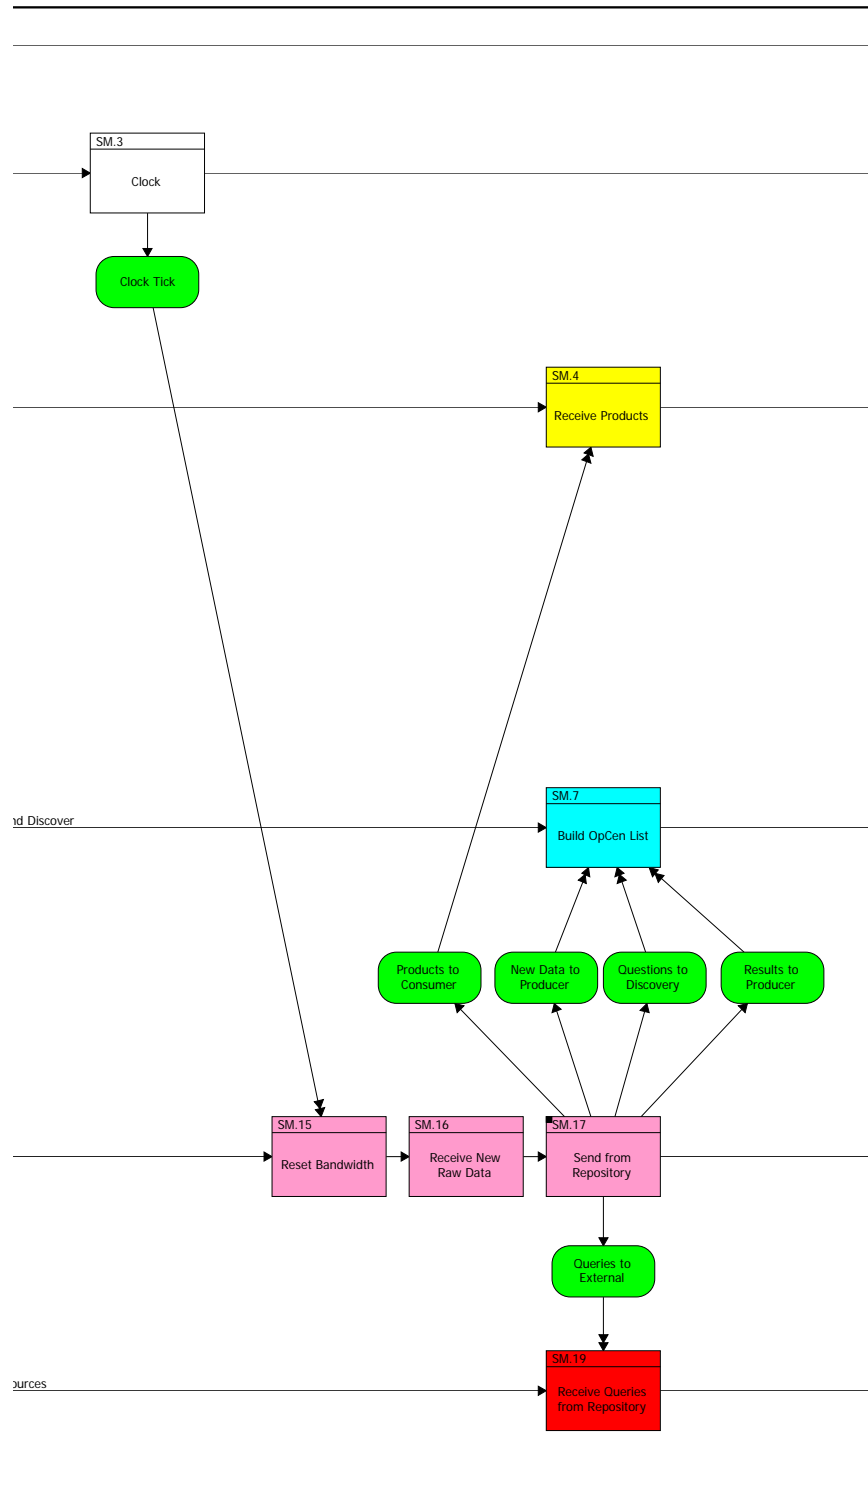 SM.3
Clock
Clock Tick
SM.4
Receive Products
SM.7
nd Discover
Build OpCen List
Products to
Consumer
New Data to
Producer
Questions to
Discovery
Results to
Producer
SM.15
Reset Bandwidth
SM.16
Receive New
Raw Data
SM.17
Send from
Repository
Queries to
External
SM.19
ources
Receive Queries
from Repository